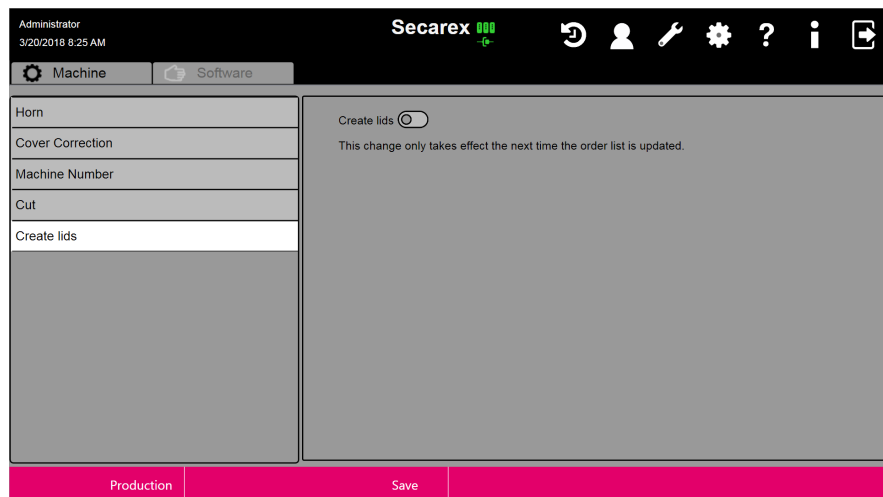 Administrator
3/20/2018 8:25 AM
Secarex
?
i
Machine
Software
Horn
Cover Correction
Machine Number
Cut
Create lids
Create lids
This change only takes effect the next time the order list is updated.
Production
Save